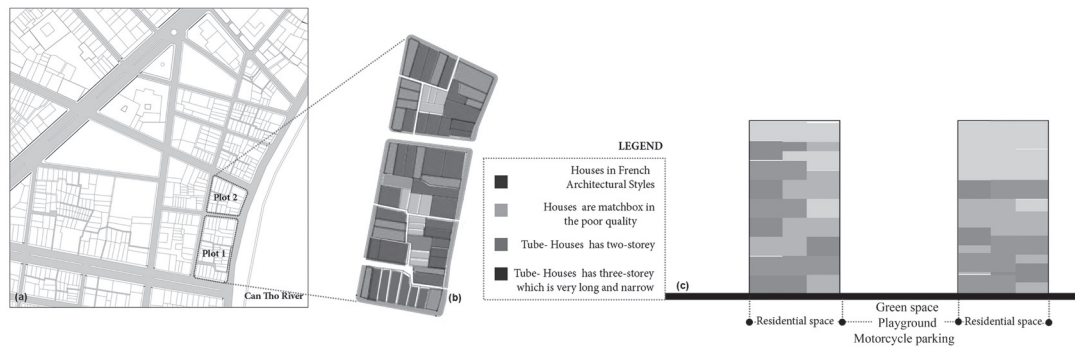 Plot 2
Plot 1
Can Tho River
(a)
(b)
LEGEND
Houses in French
Architectural Styles
Houses are matchbox in
the poor quality
Tube- Houses has two-storey
Tube- Houses has three-storey
which is very long and narrow
(c)
Residential space
Green space
Playground
Motorcycle parking
Residential space